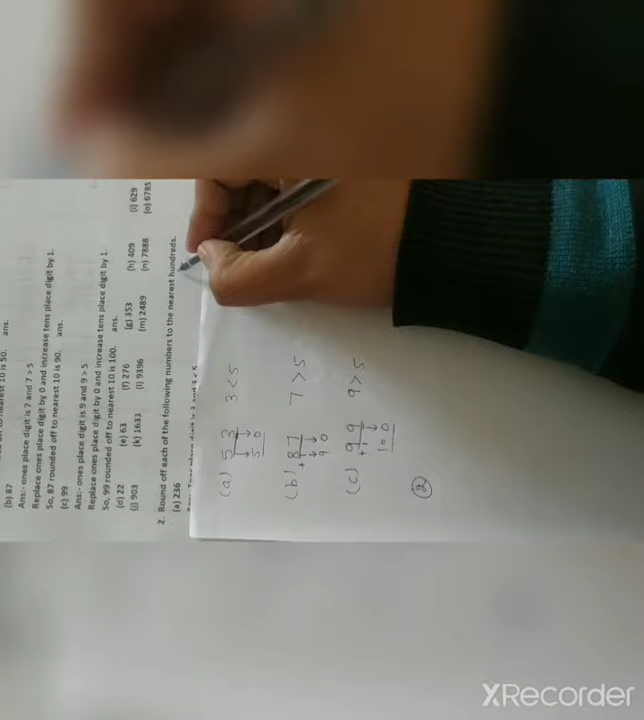 (b) 87
ans.
Ans:- ones place digit is 7 and 7 > 5
Replace ones place digit by 0 and increase tens place digit by 1.
So, 87 rounded off to nearest 10 is 90. ans.
(c) 99
Ans:- ones place digit is 9 and 9 > 5
Replace ones place digit by 0 and increase tens place digit by 1.
So, 99 rounded off to nearest 10 is 100. ans.
(d) 22 (e) 63 (f) 276 (g) 353 (h) 409 (i) 629
(j) 903 (k) 1633 (l) 9396 (m) 2489 (n) 7888 (o) 6785
2. Round off each of the following numbers to the nearest hundreds.
(a) 236
(a) 53 3 < 5
50
(b) 87 7 > 5
+
90
(c) 99 9 > 5
+1
100
2
XRecorder